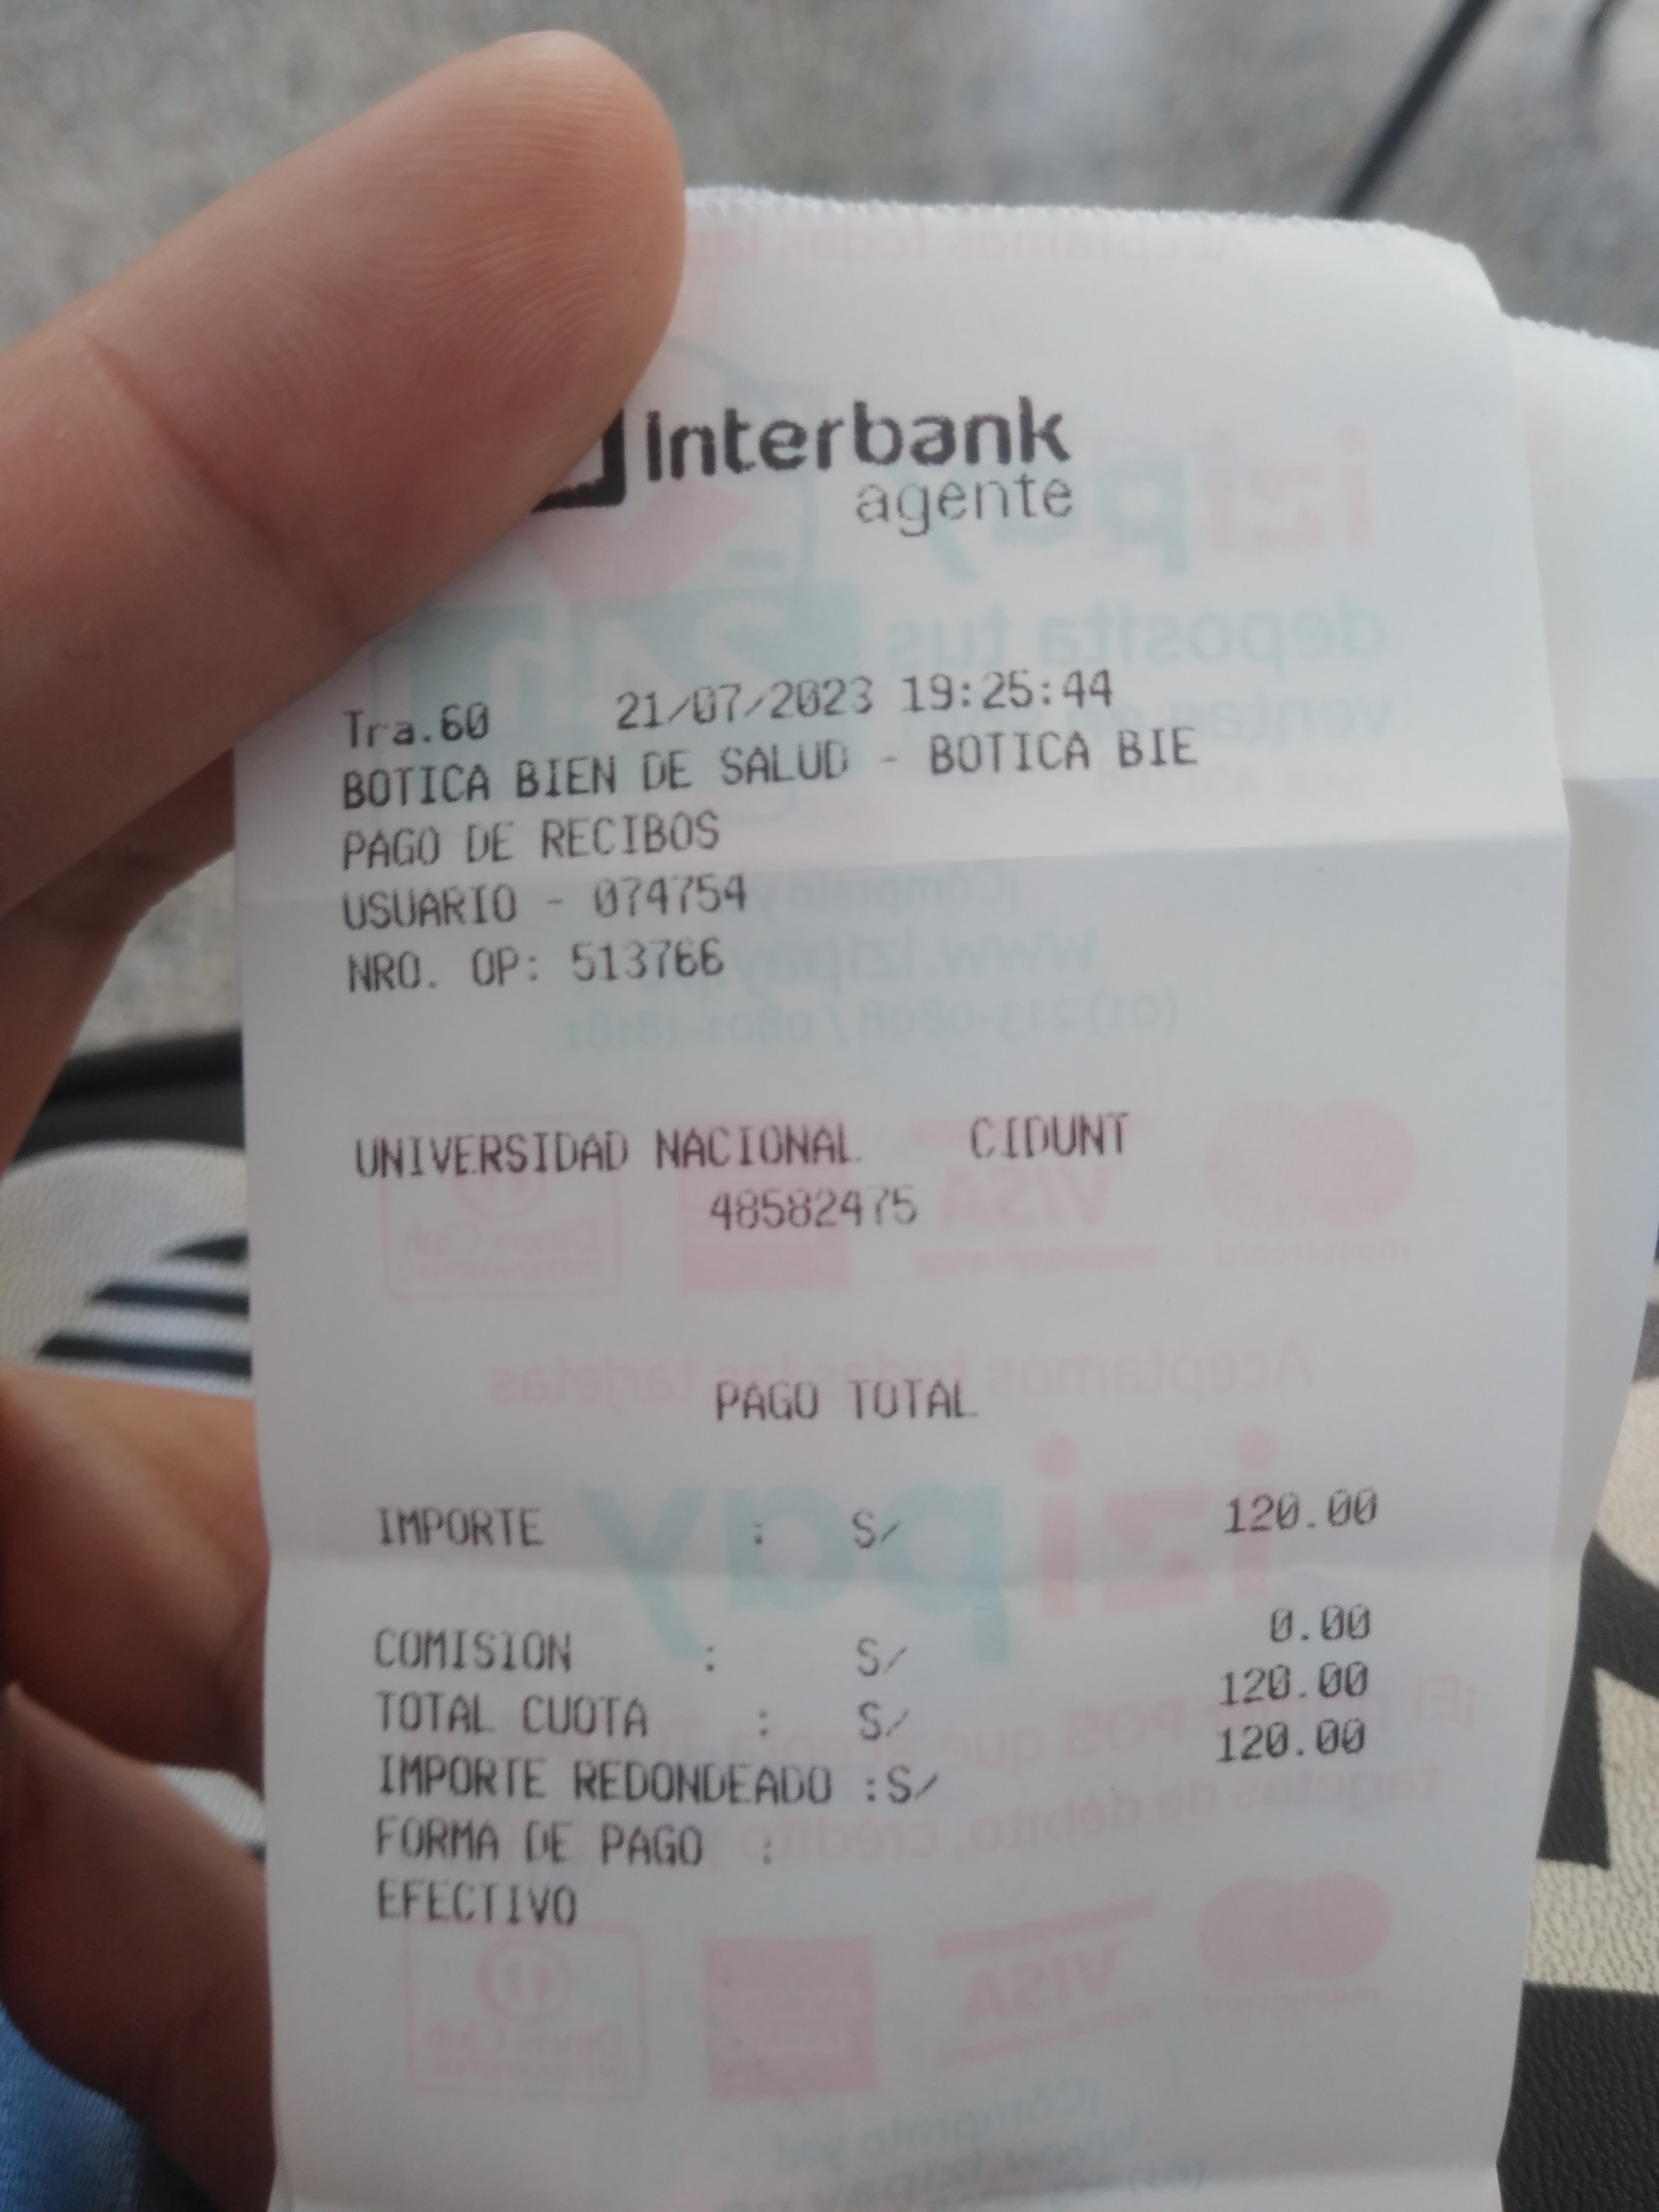 interbank
agente
Tra.60 21/07/2023 19:25:44
BOTICA BIEN DE SALUD - BOTICA BIE
PAGO DE RECIBOS
USUARIO - 074754
NRO. OP: 513766
UNIVERSIDAD NACIONAL CIDUNT
48582475
PAGO TOTAL
IMPORTE : S/ 120.00
COMISION : S/ 0.00
TOTAL CUOTA : S/ 120.00
IMPORTE REDONDEADO :S/ 120.00
FORMA DE PAGO :
EFECTIVO